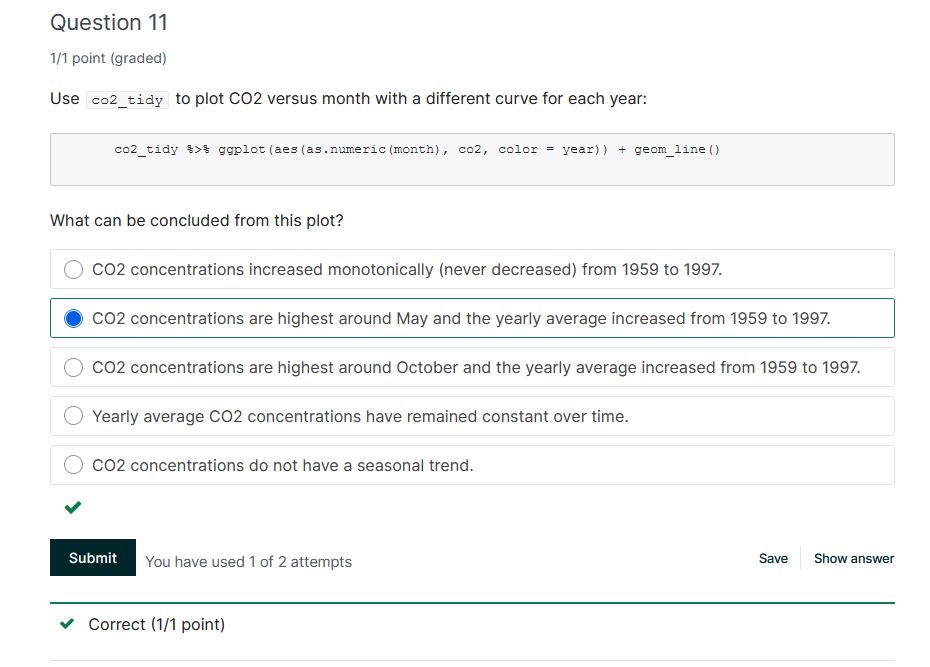 Question 11
1/1 point (graded)
Use co2_tidy to plot CO2 versus month with a different curve for each year:
co2_tidy %>% ggplot(aes(as.numeric(month), co2, color = year)) + geom_line()
What can be concluded from this plot?
CO2 concentrations increased monotonically (never decreased) from 1959 to 1997.
CO2 concentrations are highest around May and the yearly average increased from 1959 to 1997.
CO2 concentrations are highest around October and the yearly average increased from 1959 to 1997.
Yearly average CO2 concentrations have remained constant over time.
CO2 concentrations do not have a seasonal trend.
Submit You have used 1 of 2 attempts Save Show answer
Correct (1/1 point)